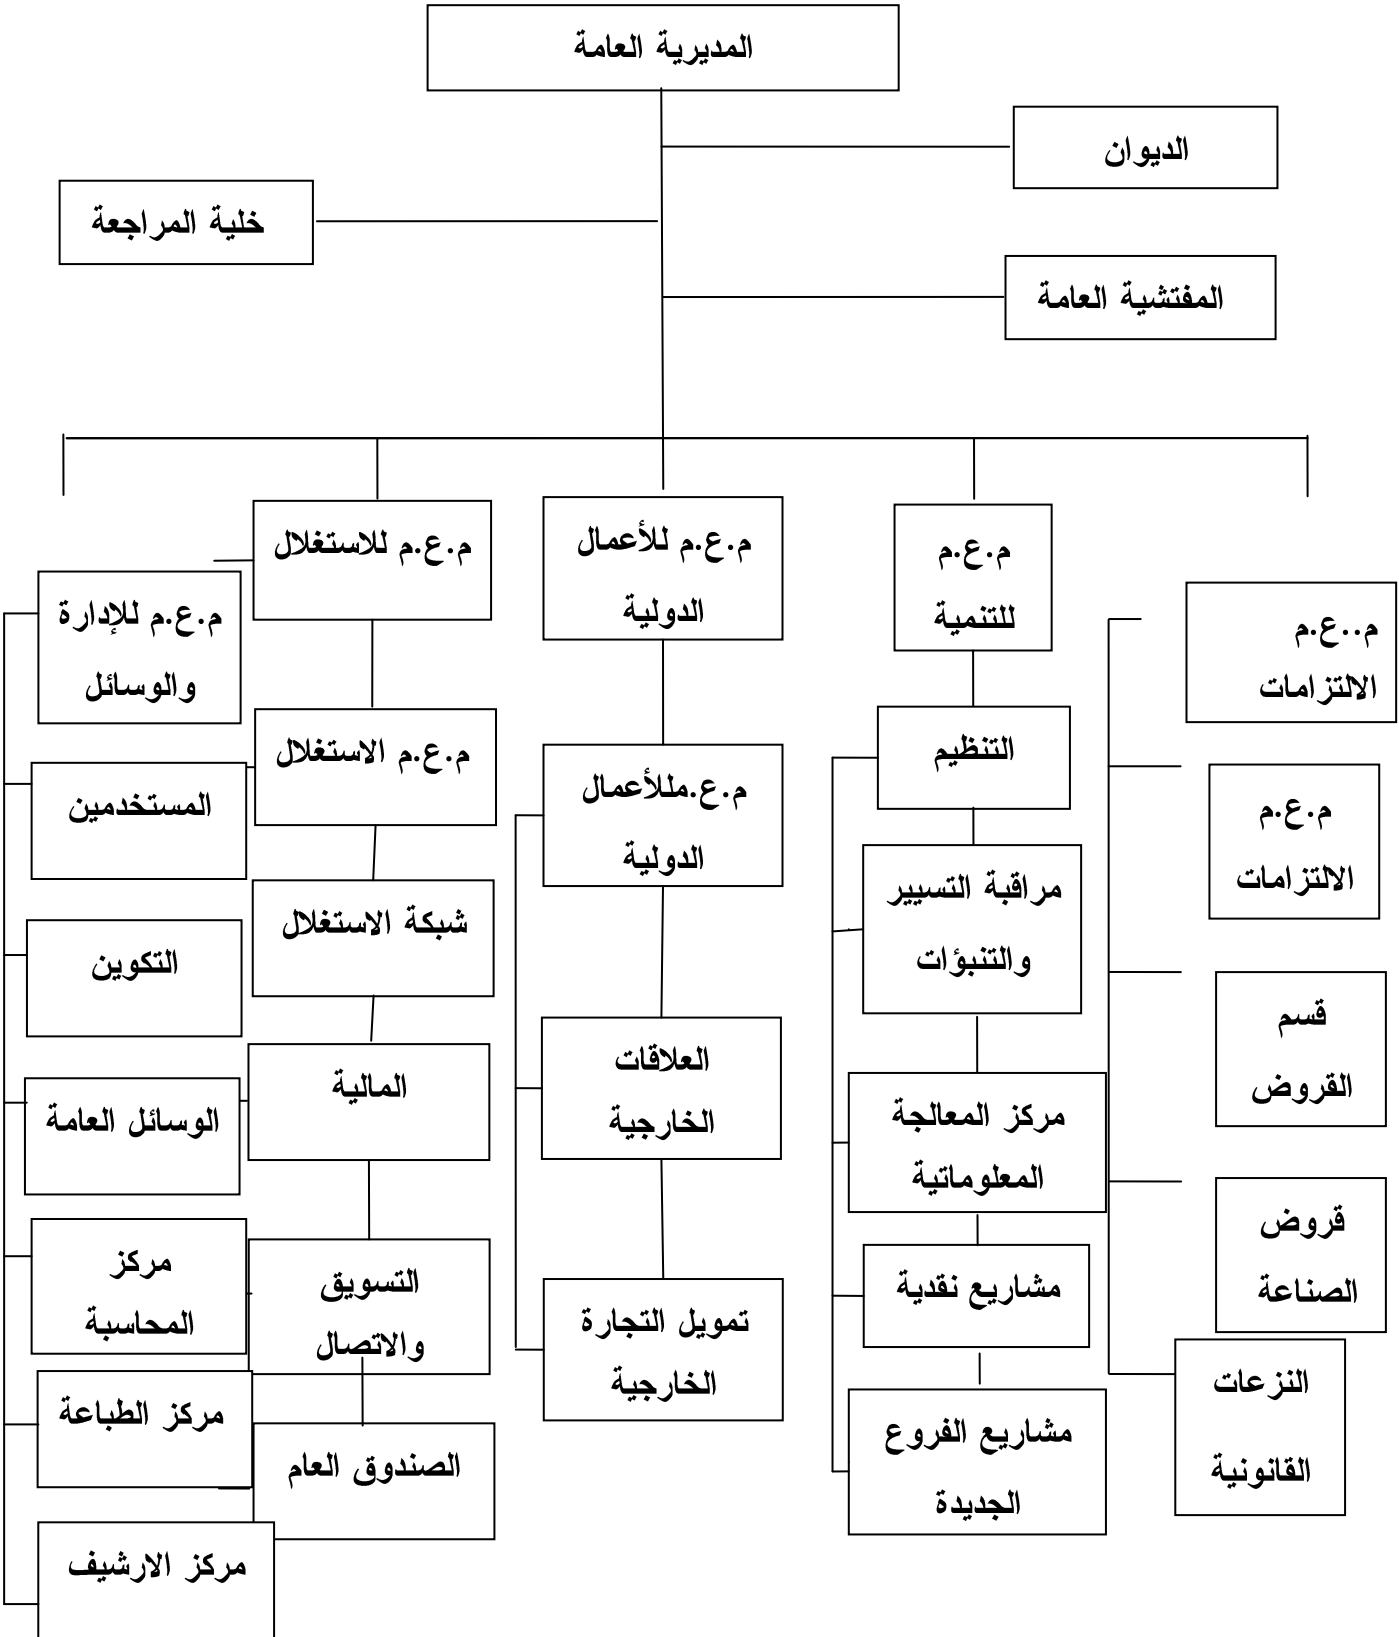 المديرية العامة
الديوان
خلية المراجعة
المفتشية العامة
م..ع.م
الالتزامات
م.ع.م
الالتزامات
قسم
القروض
قروض
الصناعة
النزعات
القانونية
م.ع.م
للتنمية
التنظيم
مراقبة التسيير
والتنبؤات
مركز المعالجة
المعلوماتية
مشاريع نقدية
مشاريع الفروع
الجديدة
م.ع.م للأعمال
الدولية
م.ع.مللأعمال
الدولية
العلاقات
الخارجية
تمويل التجارة
الخارجية
م.ع.م للاستغلال
م.ع.م الاستغلال
شبكة الاستغلال
المالية
التسويق
والاتصال
الصندوق العام
م.ع.م للإدارة
والوسائل
المستخدمين
التكوين
الوسائل العامة
مركز
المحاسبة
مركز الطباعة
مركز الارشيف